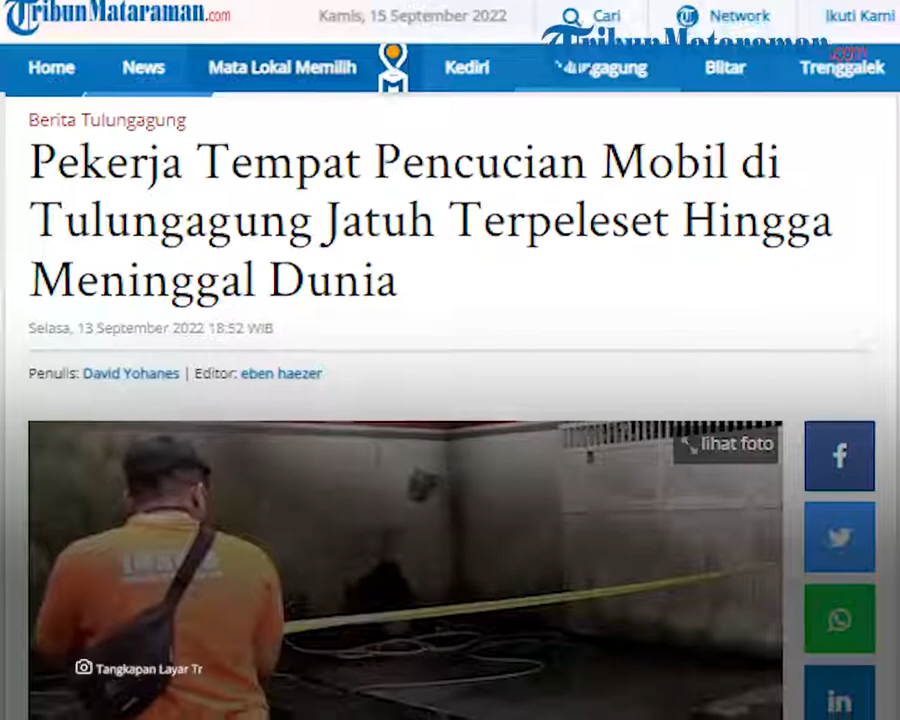 TribunMataraman.com
Kamis, 15 September 2022
Cari
Network
Ikuti Kami
TribunMataraman.com
Home
News
Mata Lokal Memilih
Kediri
Blitar
Trenggalek
Berita Tulungagung
Pekerja Tempat Pencucian Mobil di
Tulungagung Jatuh Terpeleset Hingga
Meninggal Dunia
Selasa, 13 September 2022 18:52 WIB
Penulis: David Yohanes | Editor: eben haezer
lihat foto
Tangkapan Layar Tr